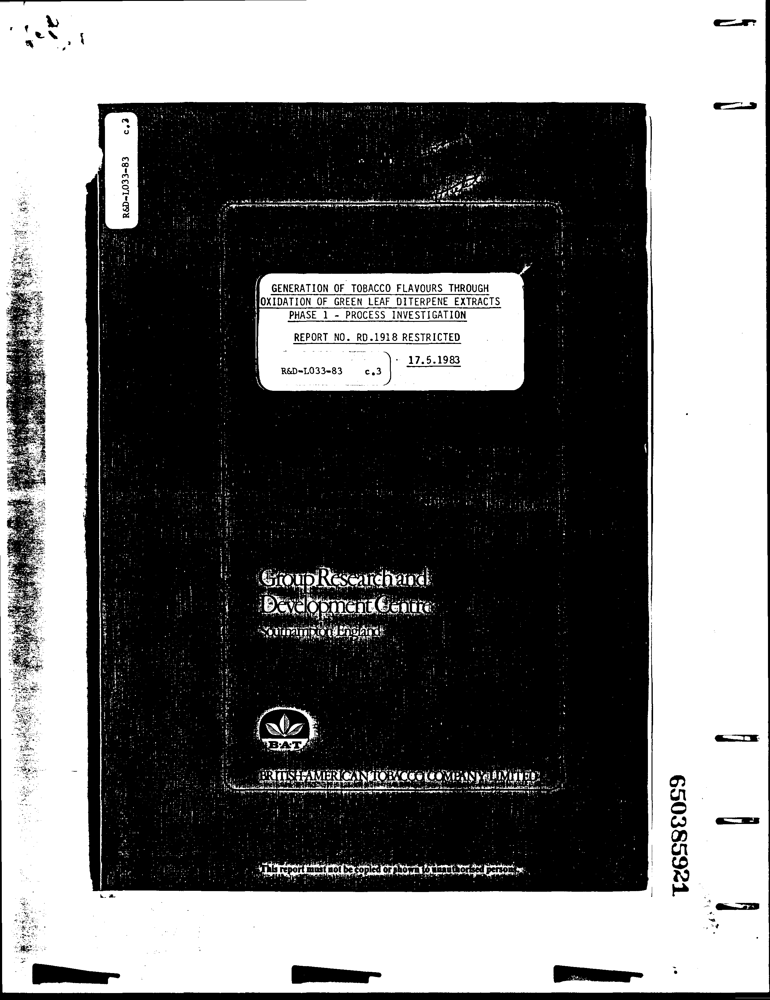 R&D-L033-83 c.3
GENERATION OF TOBACCO FLAVOURS THROUGH
OXIDATION OF GREEN LEAF DITERPENE EXTRACTS
PHASE 1 - PROCESS INVESTIGATION
REPORT NO. RD.1918 RESTRICTED
17.5.1983
R&D-L033-83 c.3
Group Research and
Development Centre
Southampton England
B·A·T
BRITISH-AMERICAN TOBACCO COMPANY LIMITED
This report must not be copied or shown to unauthorised persons.
650385921